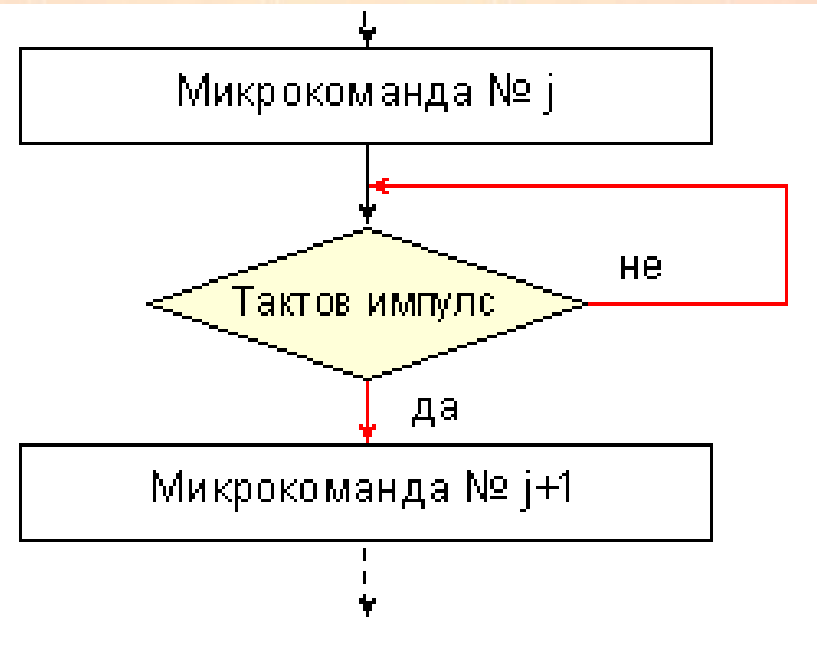 Микрокоманда № j
не
Тактов импулс
да
Микрокоманда № j+1